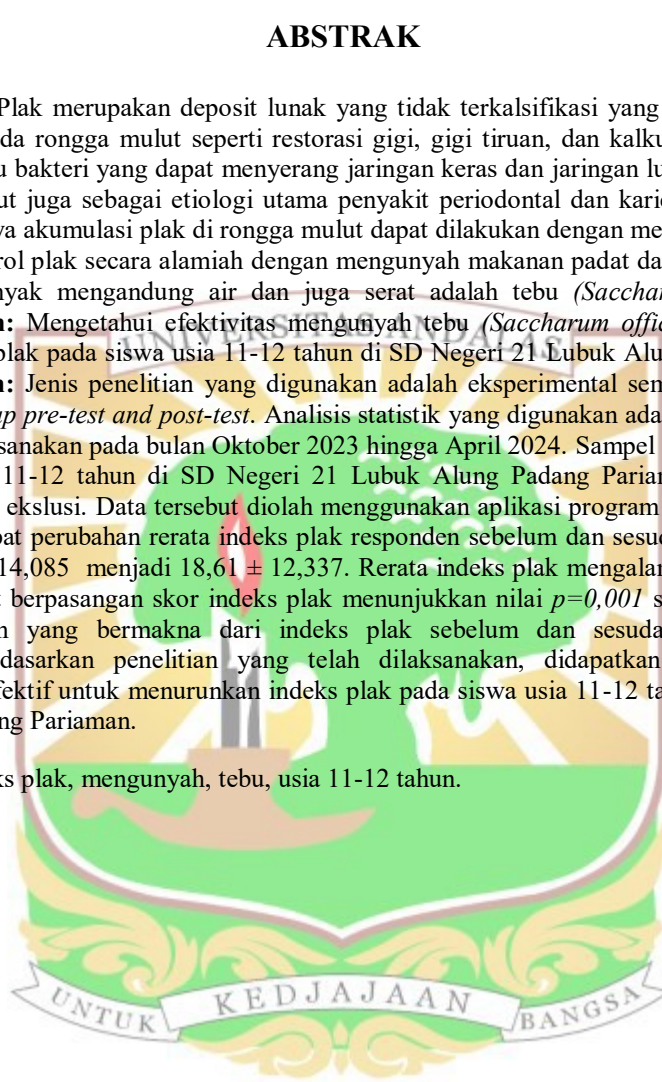 ABSTRAK
Plak merupakan deposit lunak yang tidak terkalsifikasi yang
da rongga mulut seperti restorasi gigi, gigi tiruan, dan kalku
u bakteri yang dapat menyerang jaringan keras dan jaringan lu
ut juga sebagai etiologi utama penyakit periodontal dan karie
ya akumulasi plak di rongga mulut dapat dilakukan dengan me
rol plak secara alamiah dengan mengunyah makanan padat da
nyak mengandung air dan juga serat adalah tebu (Sacchar
n: Mengetahui efektivitas mengunyah tebu (Saccharum offic
plak pada siswa usia 11-12 tahun di SD Negeri 21 Lubuk Alu
n: Jenis penelitian yang digunakan adalah eksperimental sem
up pre-test and post-test. Analisis statistik yang digunakan ada
sanakan pada bulan Oktober 2023 hingga April 2024. Sampel
11-12 tahun di SD Negeri 21 Lubuk Alung Padang Pariam
ekslusi. Data tersebut diolah menggunakan aplikasi program
pat perubahan rerata indeks plak responden sebelum dan sesud
14,085 menjadi 18,61 ± 12,337. Rerata indeks plak mengalam
t berpasangan skor indeks plak menunjukkan nilai p=0,001 s
n yang bermakna dari indeks plak sebelum dan sesuda
dasarkan penelitian yang telah dilaksanakan, didapatkan
fektif untuk menurunkan indeks plak pada siswa usia 11-12 ta
ng Pariaman.
ks plak, mengunyah, tebu, usia 11-12 tahun.
UNIVERSITAS ANDALAS
UNTUK KEDJAJAAN BANGSA